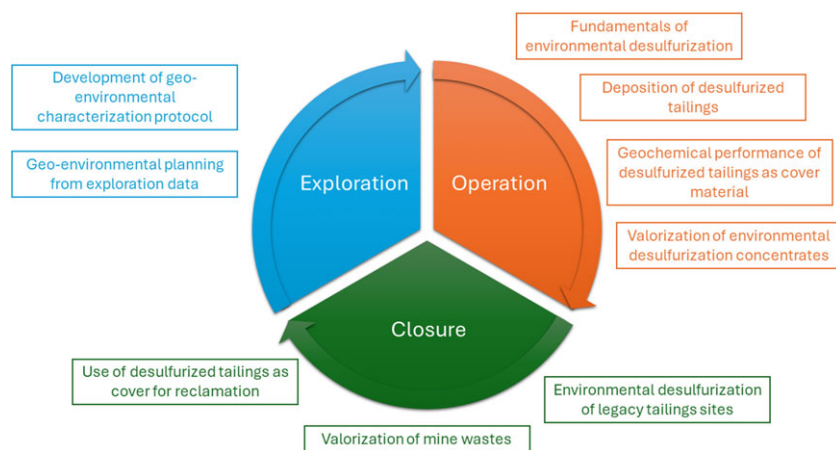 Fundamentals of
environmental desulfurization
Development of geo-
environmental
characterization protocol
Deposition of desulfurized
tailings
Geo-environmental planning
from exploration data
Exploration
Operation
Geochemical performance of
desulfurized tailings as cover
material
Valorization of environmental
desulfurization concentrates
Closure
Use of desulfurized tailings as
cover for reclamation
Environmental desulfurization
of legacy tailings sites
Valorization of mine wastes